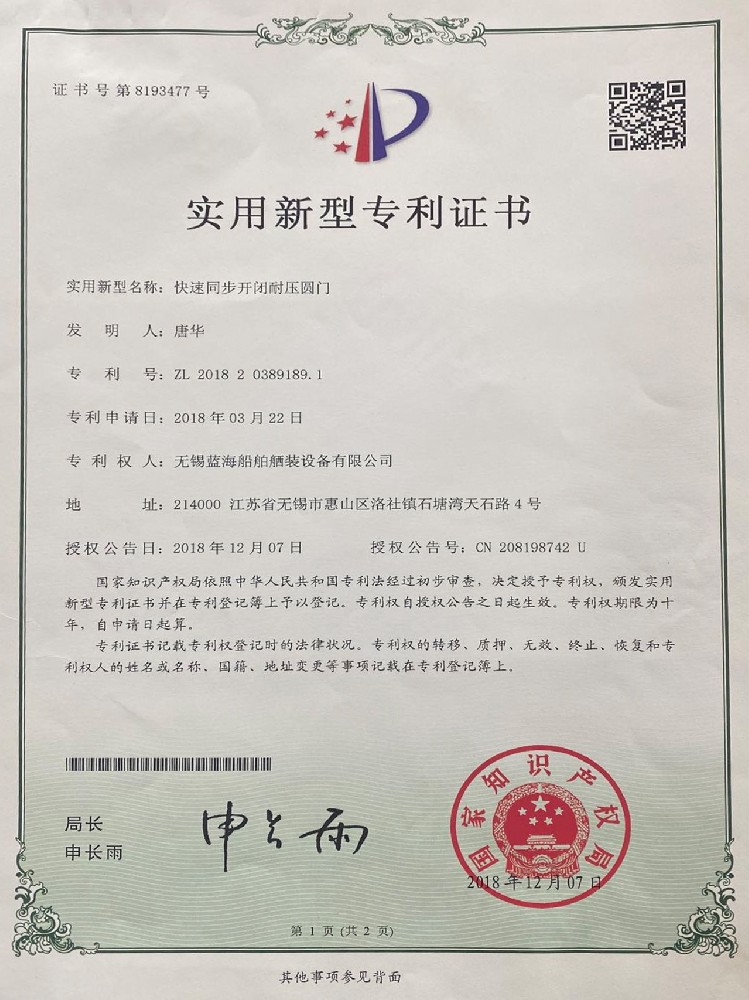 证书号第8193477号
实用新型专利证书
实用新型名称：快速同步开闭耐压圆门
发明人：唐华
专利号：ZL 2018 2 0389189.1
专利申请日：2018年03月22日
专利权人：无锡蓝海船舶舾装设备有限公司
地址：214000 江苏省无锡市惠山区洛社镇石塘湾天石路4号
授权公告日：2018年12月07日 授权公告号：CN 208198742 U
国家知识产权局依照中华人民共和国专利法经过初步审查，决定授予专利权，颁发实用
新型专利证书并在专利登记簿上予以登记。专利权自授权公告之日起生效。专利权期限为十
年，自申请日起算。
专利证书记载专利权登记时的法律状况。专利权的转移、质押、无效、终止、恢复和专
利权人的姓名或名称、国籍、地址变更等事项记载在专利登记簿上。
局长
申长雨
申长雨
国家知识产权局
2018年12月07日
第 1 页 (共 2 页)
其他事项参见背面